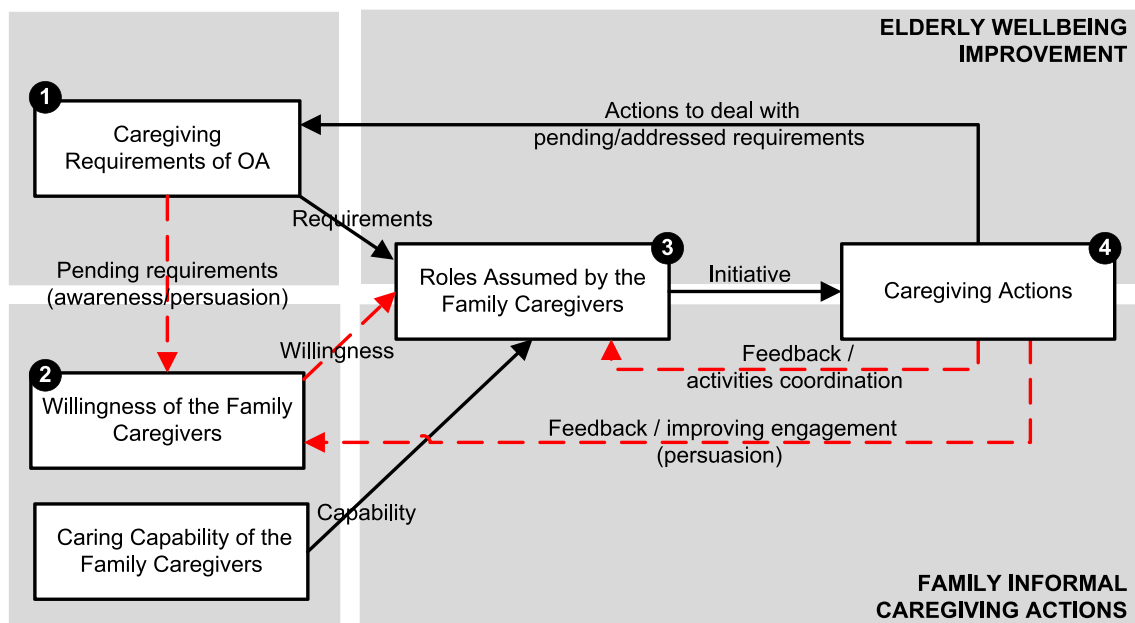 ELDERLY WELLBEING
IMPROVEMENT
1
Caregiving
Requirements of OA
Actions to deal with
pending/addressed requirements
Requirements
Pending requirements
(awareness/persuasion)
3
Roles Assumed by the
Family Caregivers
Initiative
4
Caregiving Actions
Willingness
2
Willingness of the Family
Caregivers
Feedback /
activities coordination
Feedback / improving engagement
(persuasion)
Capability
Caring Capability of the
Family Caregivers
FAMILY INFORMAL
CAREGIVING ACTIONS